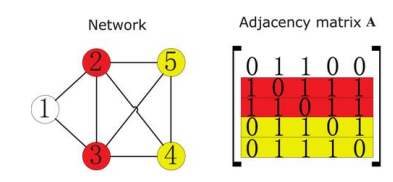 Network
Adjacency matrix A
1
2
3
4
5
0 1 1 0 0
1 0 1 1 1
1 1 0 1 1
0 1 1 0 1
0 1 1 1 0